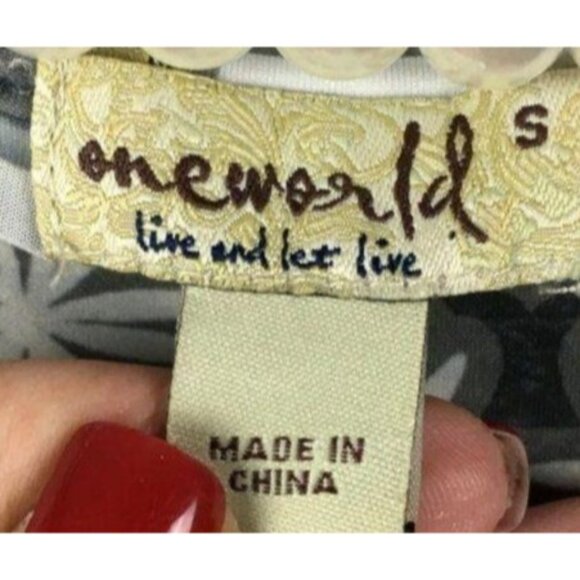 oneworld
S
live and let live
MADE IN
CHINA